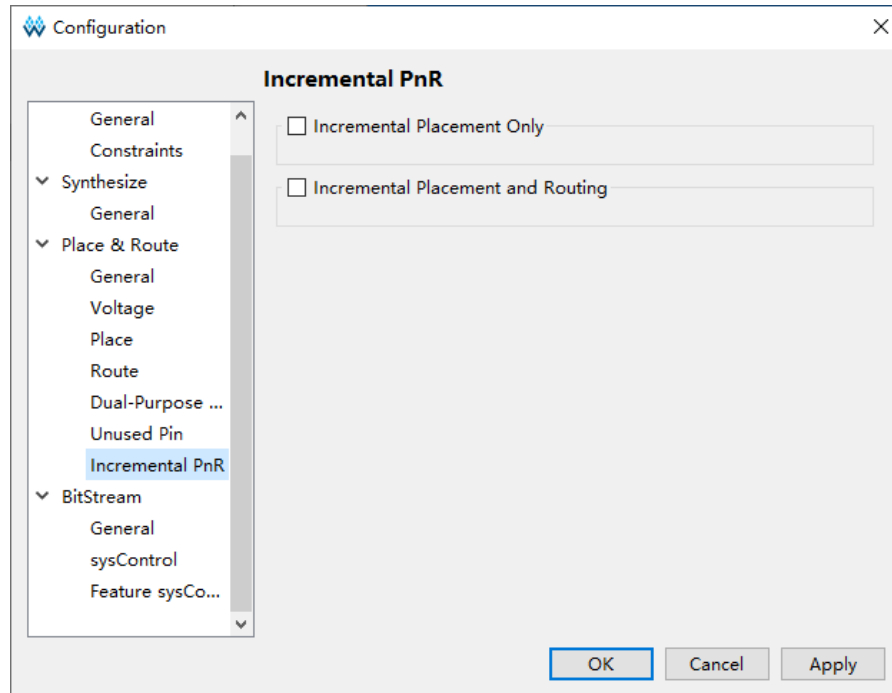 Configuration
Incremental PnR
General
Constraints
Synthesize
General
Place & Route
General
Voltage
Place
Route
Dual-Purpose ...
Unused Pin
Incremental PnR
BitStream
General
sysControl
Feature sysCo...
Incremental Placement Only
Incremental Placement and Routing
OK
Cancel
Apply